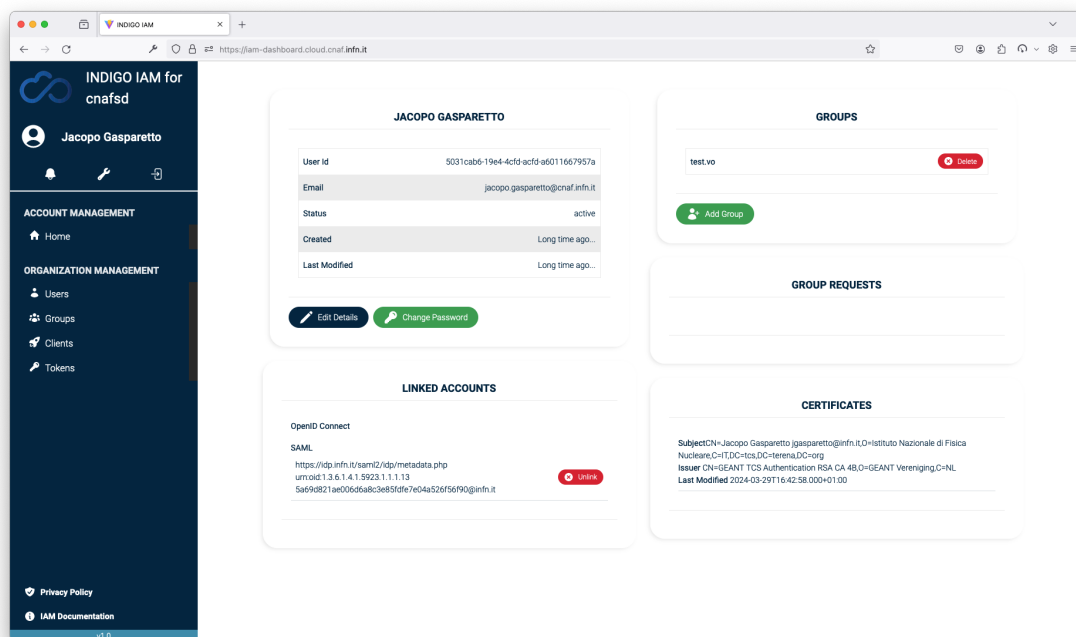 INDIGO IAM
https://iam-dashboard.cloud.cnaf.infn.it
INDIGO IAM for
cnafsd
Jacopo Gasparetto
ACCOUNT MANAGEMENT
Home
ORGANIZATION MANAGEMENT
Users
Groups
Clients
Tokens
Privacy Policy
IAM Documentation
v1.0
JACOPO GASPARETTO
User Id 5031cab6-19e4-4cfd-acfd-a6011667957a
Email jacopo.gasparetto@cnaf.infn.it
Status active
Created Long time ago...
Last Modified Long time ago...
Edit Details
Change Password
LINKED ACCOUNTS
OpenID Connect
SAML
https://idp.infn.it/saml2/idp/metadata.php
urn:oid:1.3.6.1.4.1.5923.1.1.1.13
5a69d821ae006d6a8c3e85fdfe7e04a526f56f90@infn.it
Unlink
GROUPS
test.vo
Delete
Add Group
GROUP REQUESTS
CERTIFICATES
SubjectCN=Jacopo Gasparetto jgasparetto@infn.it,O=Istituto Nazionale di Fisica
Nucleare,C=IT,DC=tcs,DC=terena,DC=org
Issuer CN=GEANT TCS Authentication RSA CA 4B,O=GEANT Vereniging,C=NL
Last Modified 2024-03-29T16:42:58.000+01:00